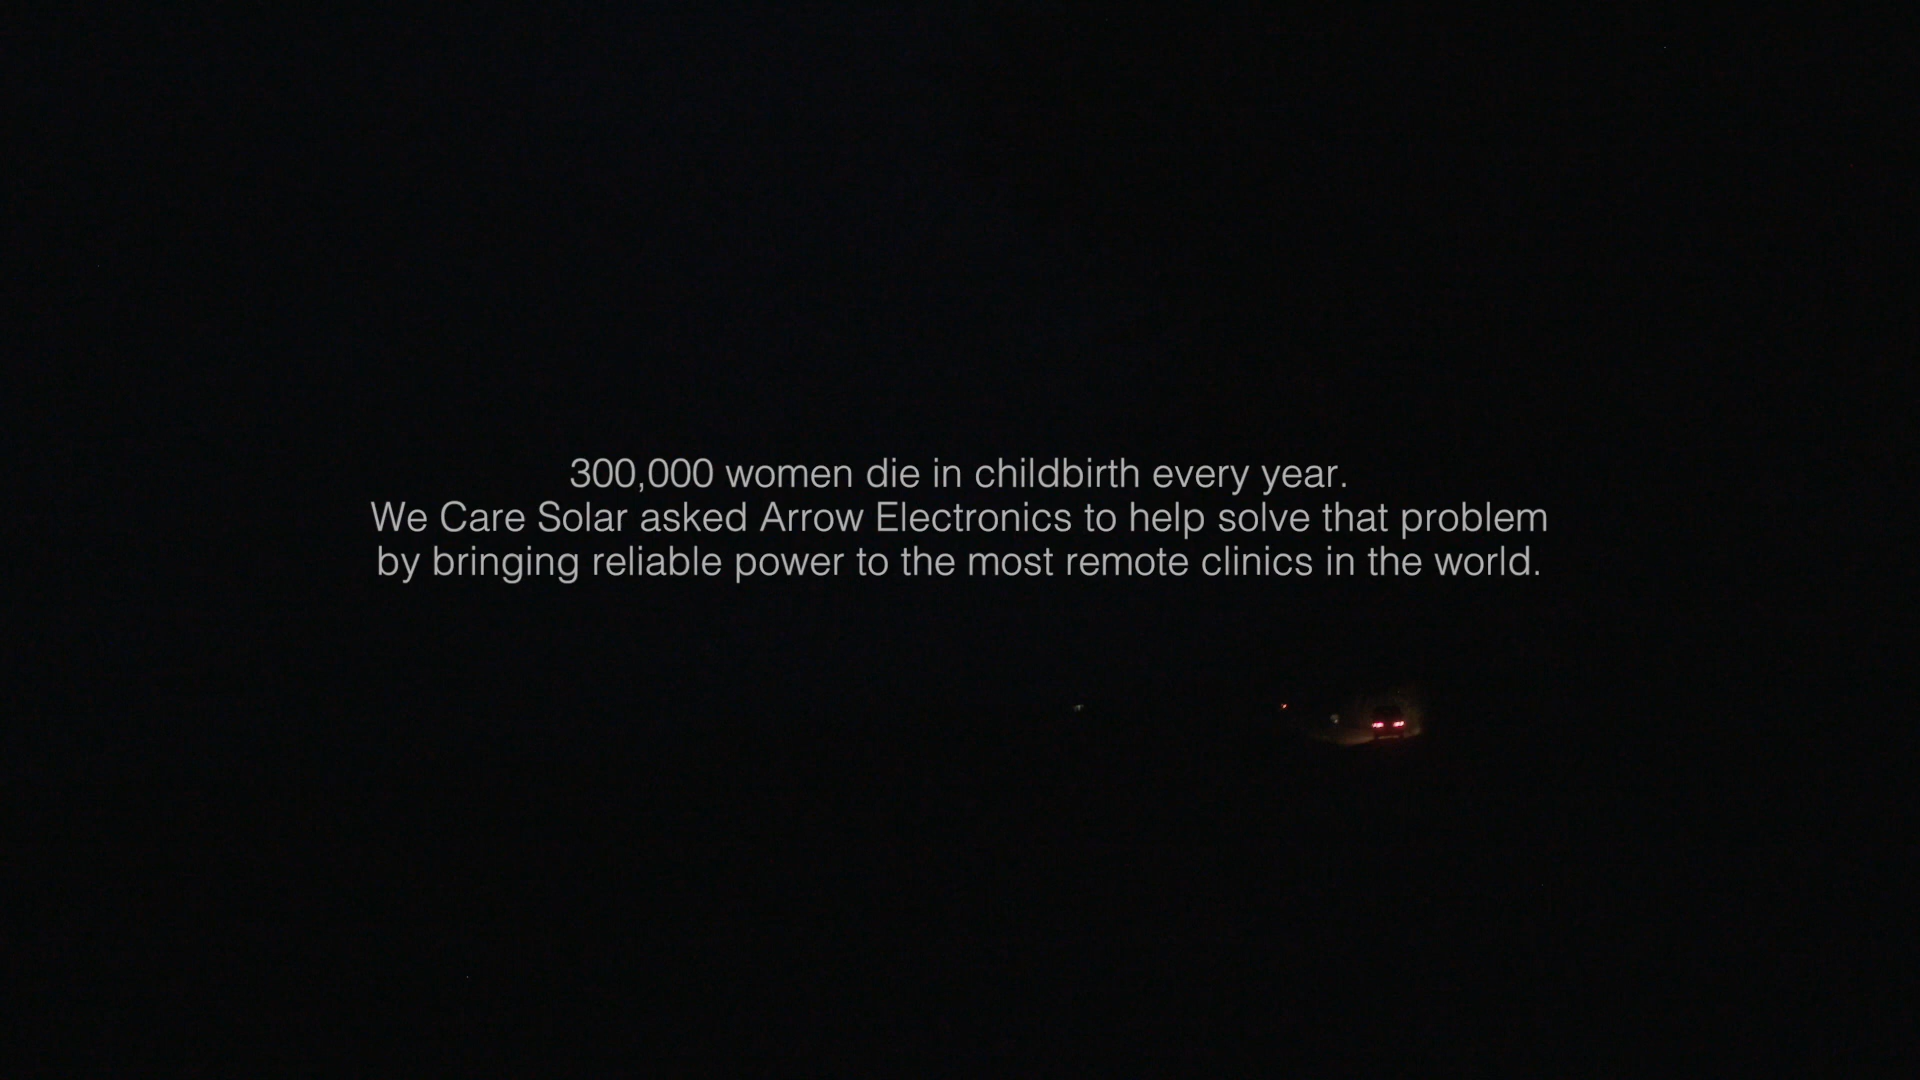 300,000 women die in childbirth every year.
We Care Solar asked Arrow Electronics to help solve that problem
by bringing reliable power to the most remote clinics in the world.